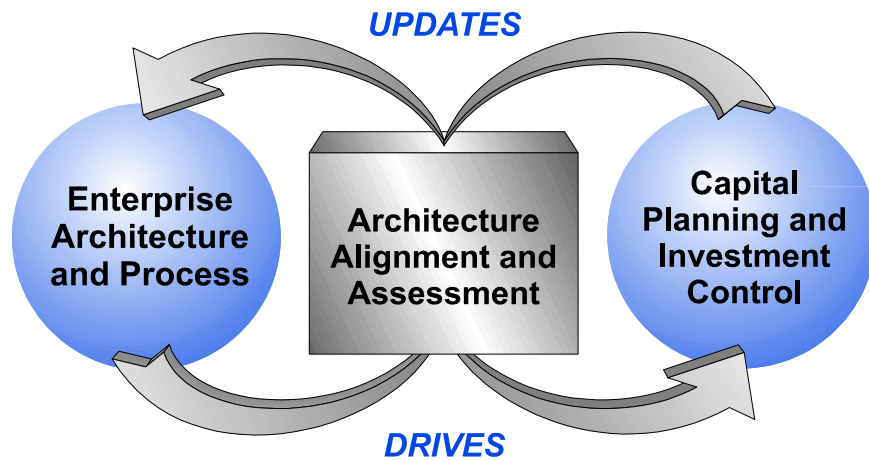 UPDATES
Enterprise
Architecture
and Process
Architecture
Alignment and
Assessment
Capital
Planning and
Investment
Control
DRIVES